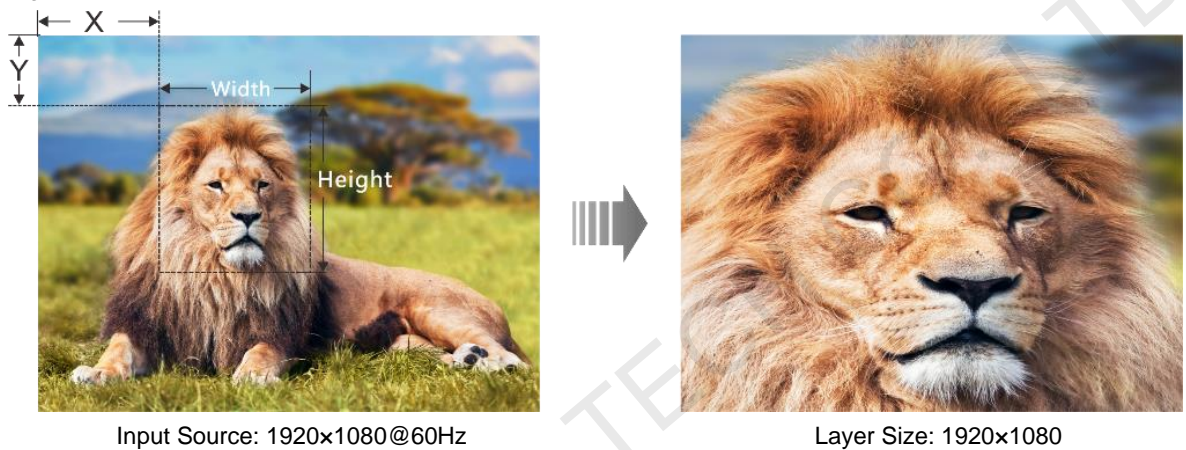 X
Y
Width
Height
Input Source: 1920×1080@60Hz
Layer Size: 1920×1080